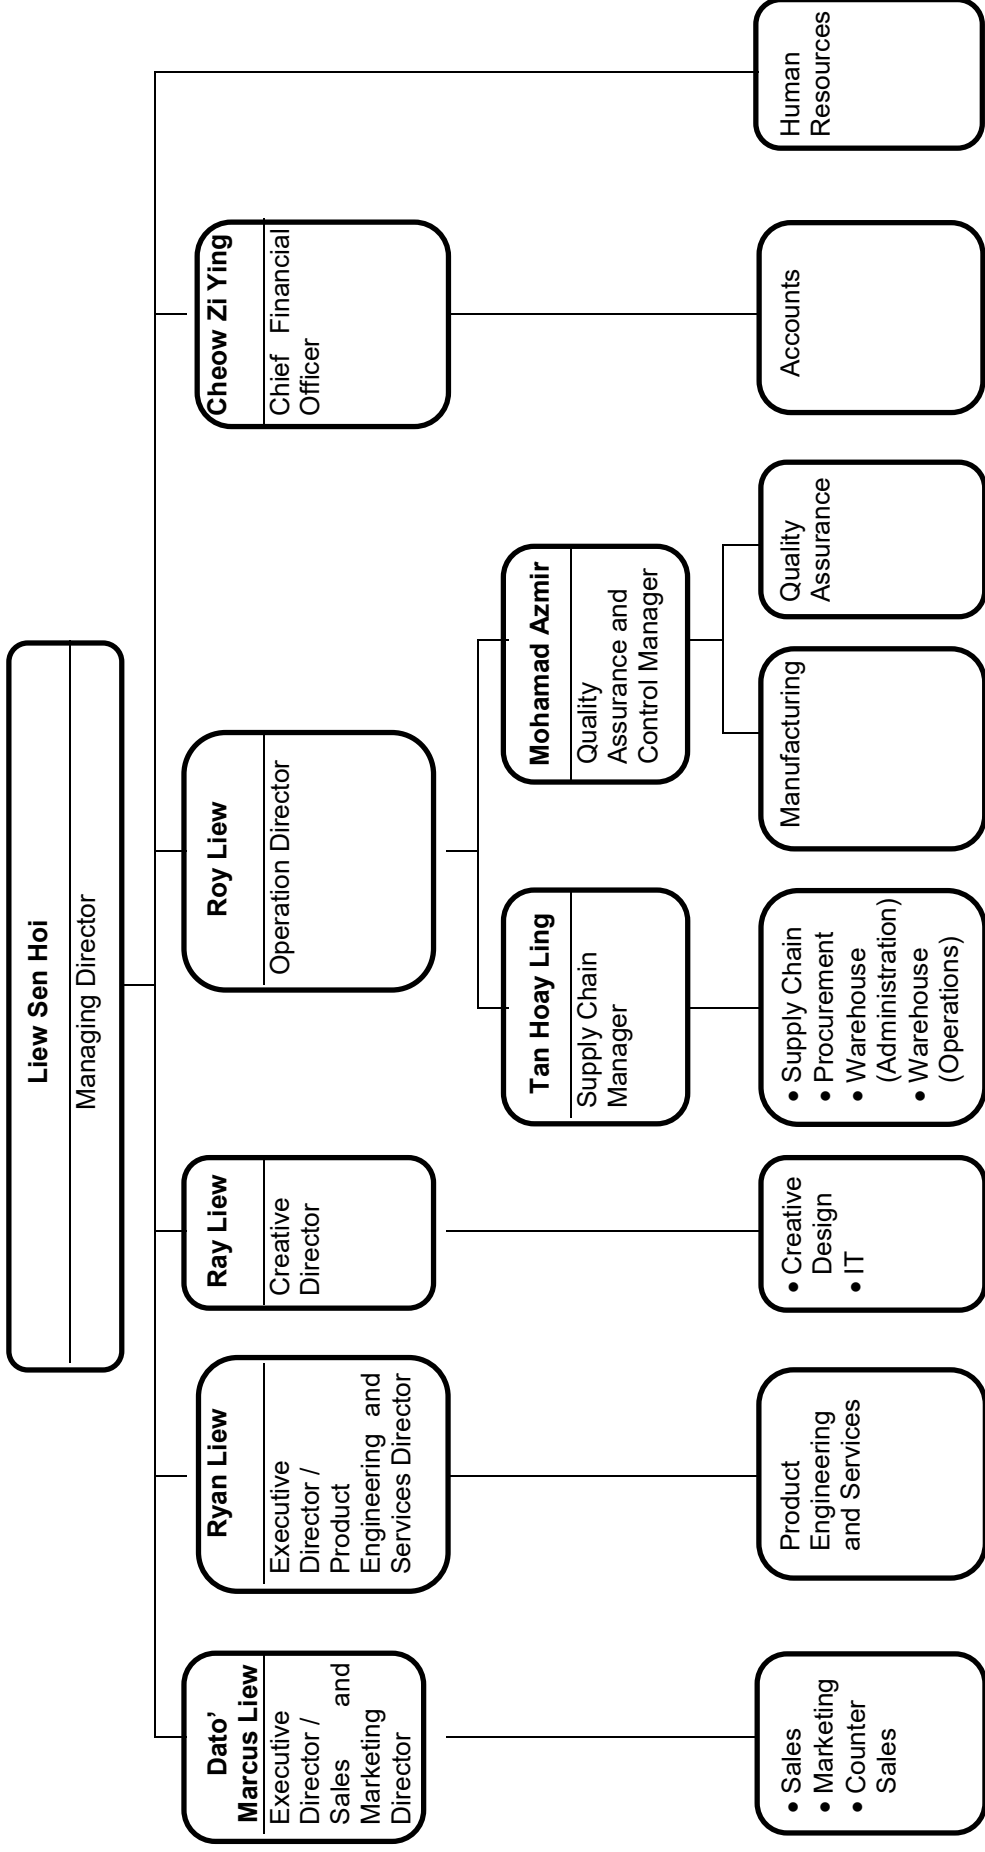 Liew Sen Hoi
Managing Director
Dato’
Marcus Liew
Executive
Director /
Sales and
Marketing
Director
Ryan Liew
Executive
Director /
Product
Engineering and
Services Director
Ray Liew
Creative
Director
Roy Liew
Operation Director
Cheow Zi Ying
Chief Financial
Officer
Tan Hoay Ling
Supply Chain
Manager
Mohamad Azmir
Quality
Assurance and
Control Manager
• Sales
• Marketing
• Counter
Sales
Product
Engineering
and Services
• Creative
Design
• IT
• Supply Chain
• Procurement
• Warehouse
(Administration)
• Warehouse
(Operations)
Manufacturing
Quality
Assurance
Accounts
Human
Resources